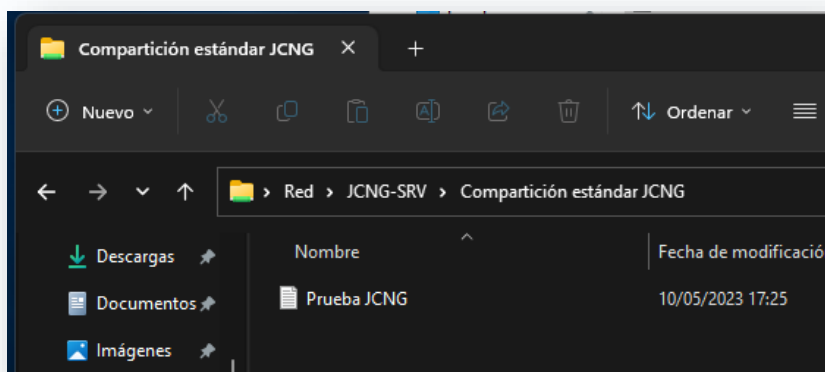 Compartición estándar JCNG
Nuevo
Ordenar
Red > JCNG-SRV > Compartición estándar JCNG
Descargas
Nombre
Fecha de modificació
Documentos
Prueba JCNG
10/05/2023 17:25
Imágenes